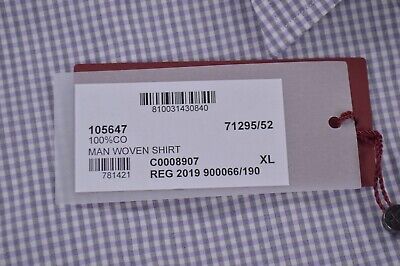 810031430840
105647 71295/52
100%CO
MAN WOVEN SHIRT
C0008907 XL
781421 REG 2019 900066/190